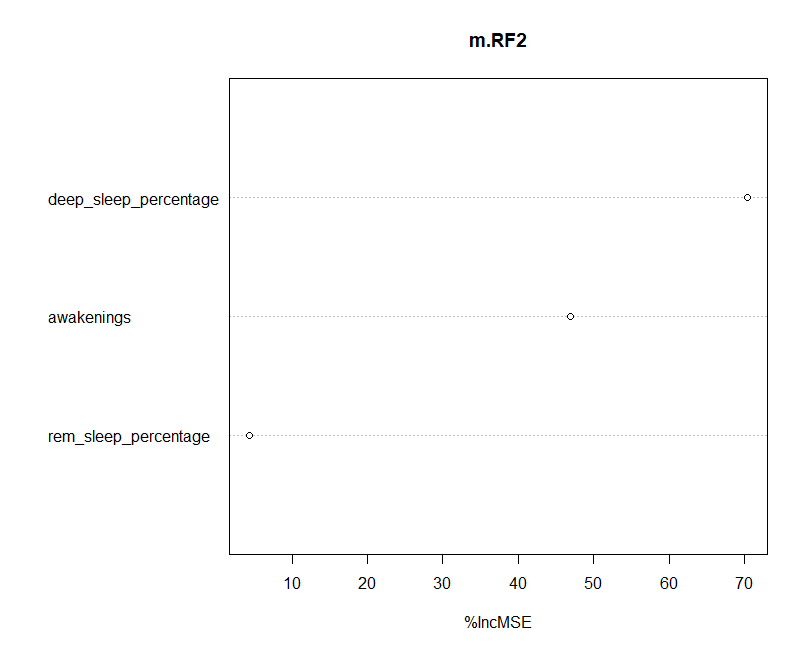 m.RF2
deep_sleep_percentage
awakenings
rem_sleep_percentage
10 20 30 40 50 60 70
%IncMSE